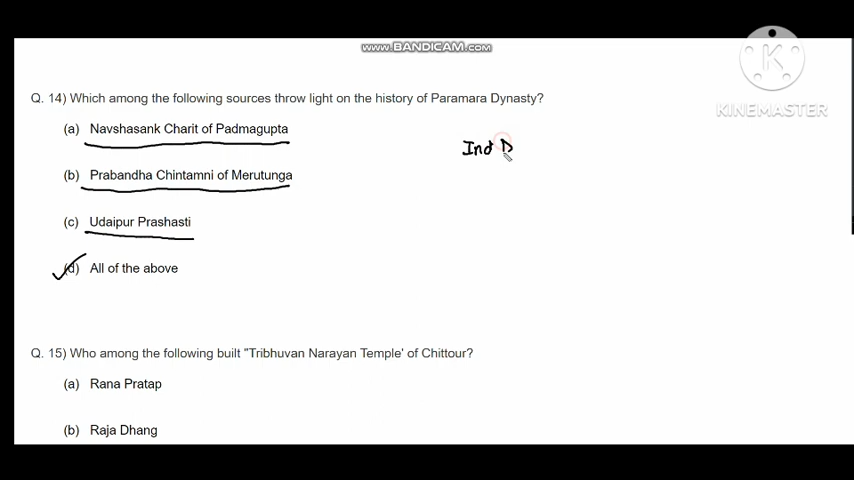 www.BANDICAM.com
K
KINEMASTER
Q. 14) Which among the following sources throw light on the history of Paramara Dynasty?
(a) Navshasank Charit of Padmagupta
Ind D
(b) Prabandha Chintamni of Merutunga
(c) Udaipur Prashasti
(d) All of the above
Q. 15) Who among the following built "Tribhuvan Narayan Temple' of Chittour?
(a) Rana Pratap
(b) Raja Dhang